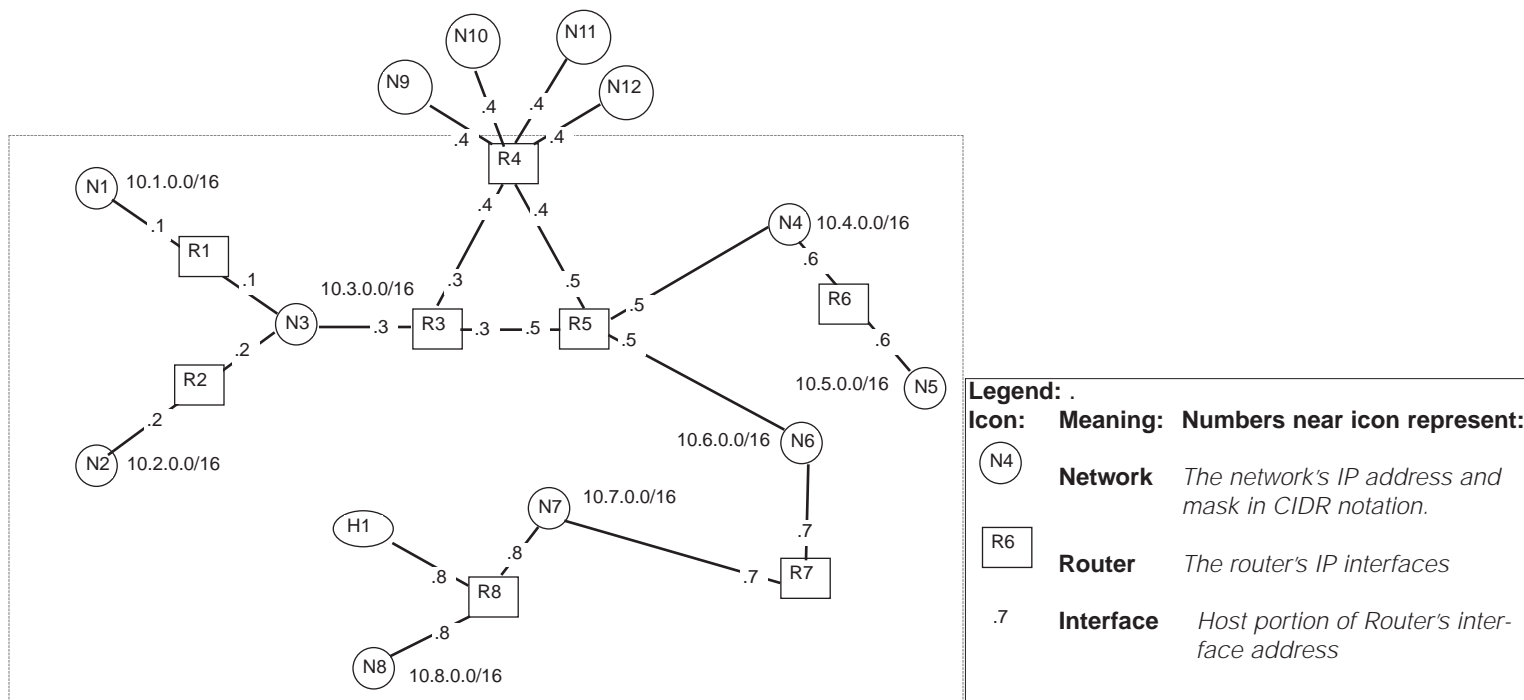 N10
N11
N9
N12
.4
.4
.4
.4
R4
N1
10.1.0.0/16
.4
.4
N4
10.4.0.0/16
.1
R1
.6
.1
10.3.0.0/16
.3
.5
R6
N3
.3
R3
.3
.5
R5
.5
.5
.6
.2
R2
10.5.0.0/16
N5
.2
N2
10.2.0.0/16
10.6.0.0/16
N6
H1
N7
10.7.0.0/16
.8
.7
.8
R8
.7
R7
.8
N8
10.8.0.0/16
Legend: .
Icon: Meaning: Numbers near icon represent:
N4
Network The network's IP address and
mask in CIDR notation.
R6
Router The router's IP interfaces
.7
Interface Host portion of Router's inter-
face address